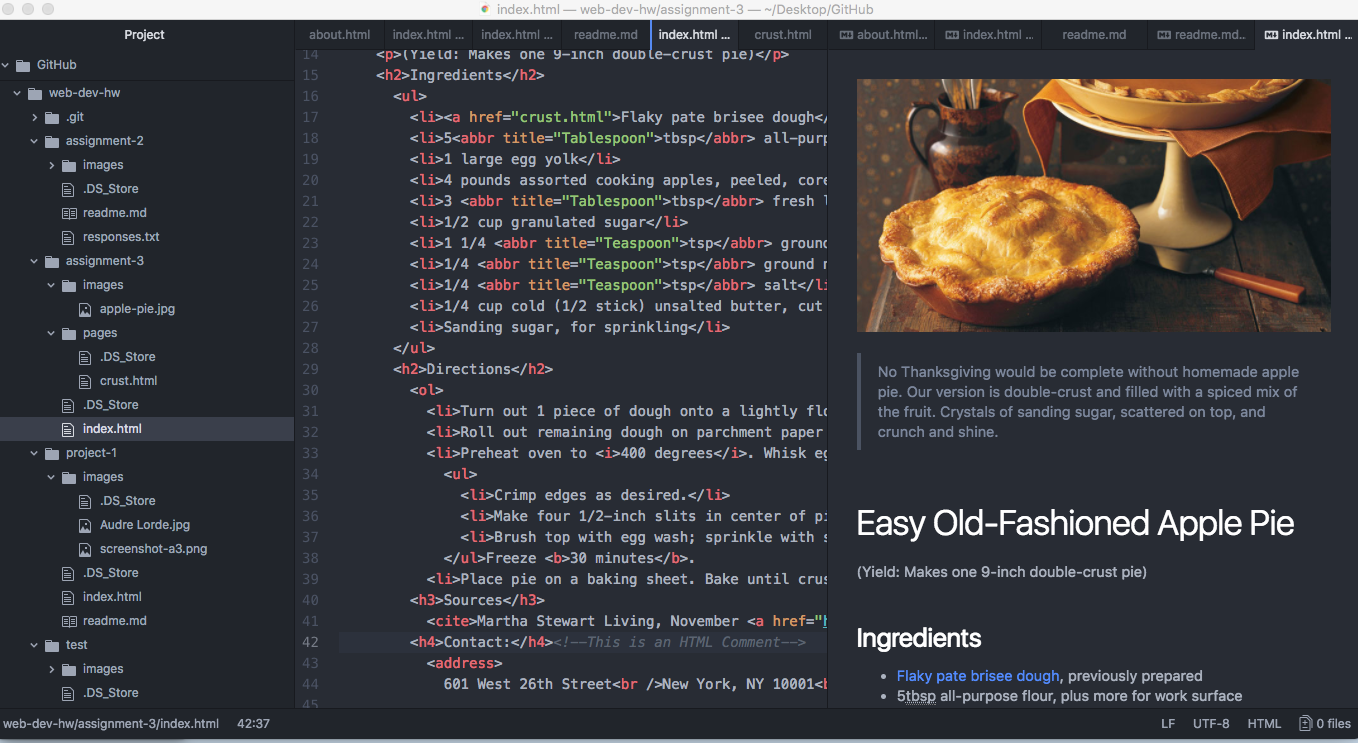 index.html — web-dev-hw/assignment-3 — ~/Desktop/GitHub
Project
GitHub
web-dev-hw
.git
assignment-2
images
.DS_Store
readme.md
responses.txt
assignment-3
images
apple-pie.jpg
pages
.DS_Store
crust.html
.DS_Store
index.html
project-1
images
.DS_Store
Audre Lorde.jpg
screenshot-a3.png
.DS_Store
index.html
readme.md
test
images
.DS_Store
about.html index.html ... index.html ... readme.md index.html ... crust.html
14 <p>(Yield: Makes one 9-inch double-crust pie)</p>
15 <h2>Ingredients</h2>
16 <ul>
17 <li><a href="crust.html">Flaky pate brisee dough</
18 <li>5<abbr title="Tablespoon">tbsp</abbr> all-purp
19 <li>1 large egg yolk</li>
20 <li>4 pounds assorted cooking apples, peeled, core
21 <li>3 <abbr title="Tablespoon">tbsp</abbr> fresh l
22 <li>1/2 cup granulated sugar</li>
23 <li>1 1/4 <abbr title="Teaspoon">tsp</abbr> ground
24 <li>1/4 <abbr title="Teaspoon">tsp</abbr> ground n
25 <li>1/4 <abbr title="Teaspoon">tsp</abbr> salt</li
26 <li>1/4 cup cold (1/2 stick) unsalted butter, cut
27 <li>Sanding sugar, for sprinkling</li>
28 </ul>
29 <h2>Directions</h2>
30 <ol>
31 <li>Turn out 1 piece of dough onto a lightly flo
32 <li>Roll out remaining dough on parchment paper
33 <li>Preheat oven to <i>400 degrees</i>. Whisk eg
34 <ul>
35 <li>Crimp edges as desired.</li>
36 <li>Make four 1/2-inch slits in center of pi
37 <li>Brush top with egg wash; sprinkle with s
38 </ul>Freeze <b>30 minutes</b>.
39 <li>Place pie on a baking sheet. Bake until crus
40 <h3>Sources</h3>
41 <cite>Martha Stewart Living, November <a href="h
42 <h4>Contact:</h4><!--This is an HTML Comment-->
43 <address>
44 601 West 26th Street<br />New York, NY 10001<b
45
about.html... index.html ... readme.md readme.md... index.html ...
No Thanksgiving would be complete without homemade apple
pie. Our version is double-crust and filled with a spiced mix of
the fruit. Crystals of sanding sugar, scattered on top, and
crunch and shine.
Easy Old-Fashioned Apple Pie
(Yield: Makes one 9-inch double-crust pie)
Ingredients
• Flaky pate brisee dough, previously prepared
• 5tbsp all-purpose flour, plus more for work surface
web-dev-hw/assignment-3/index.html 42:37 LF UTF-8 HTML 0 files